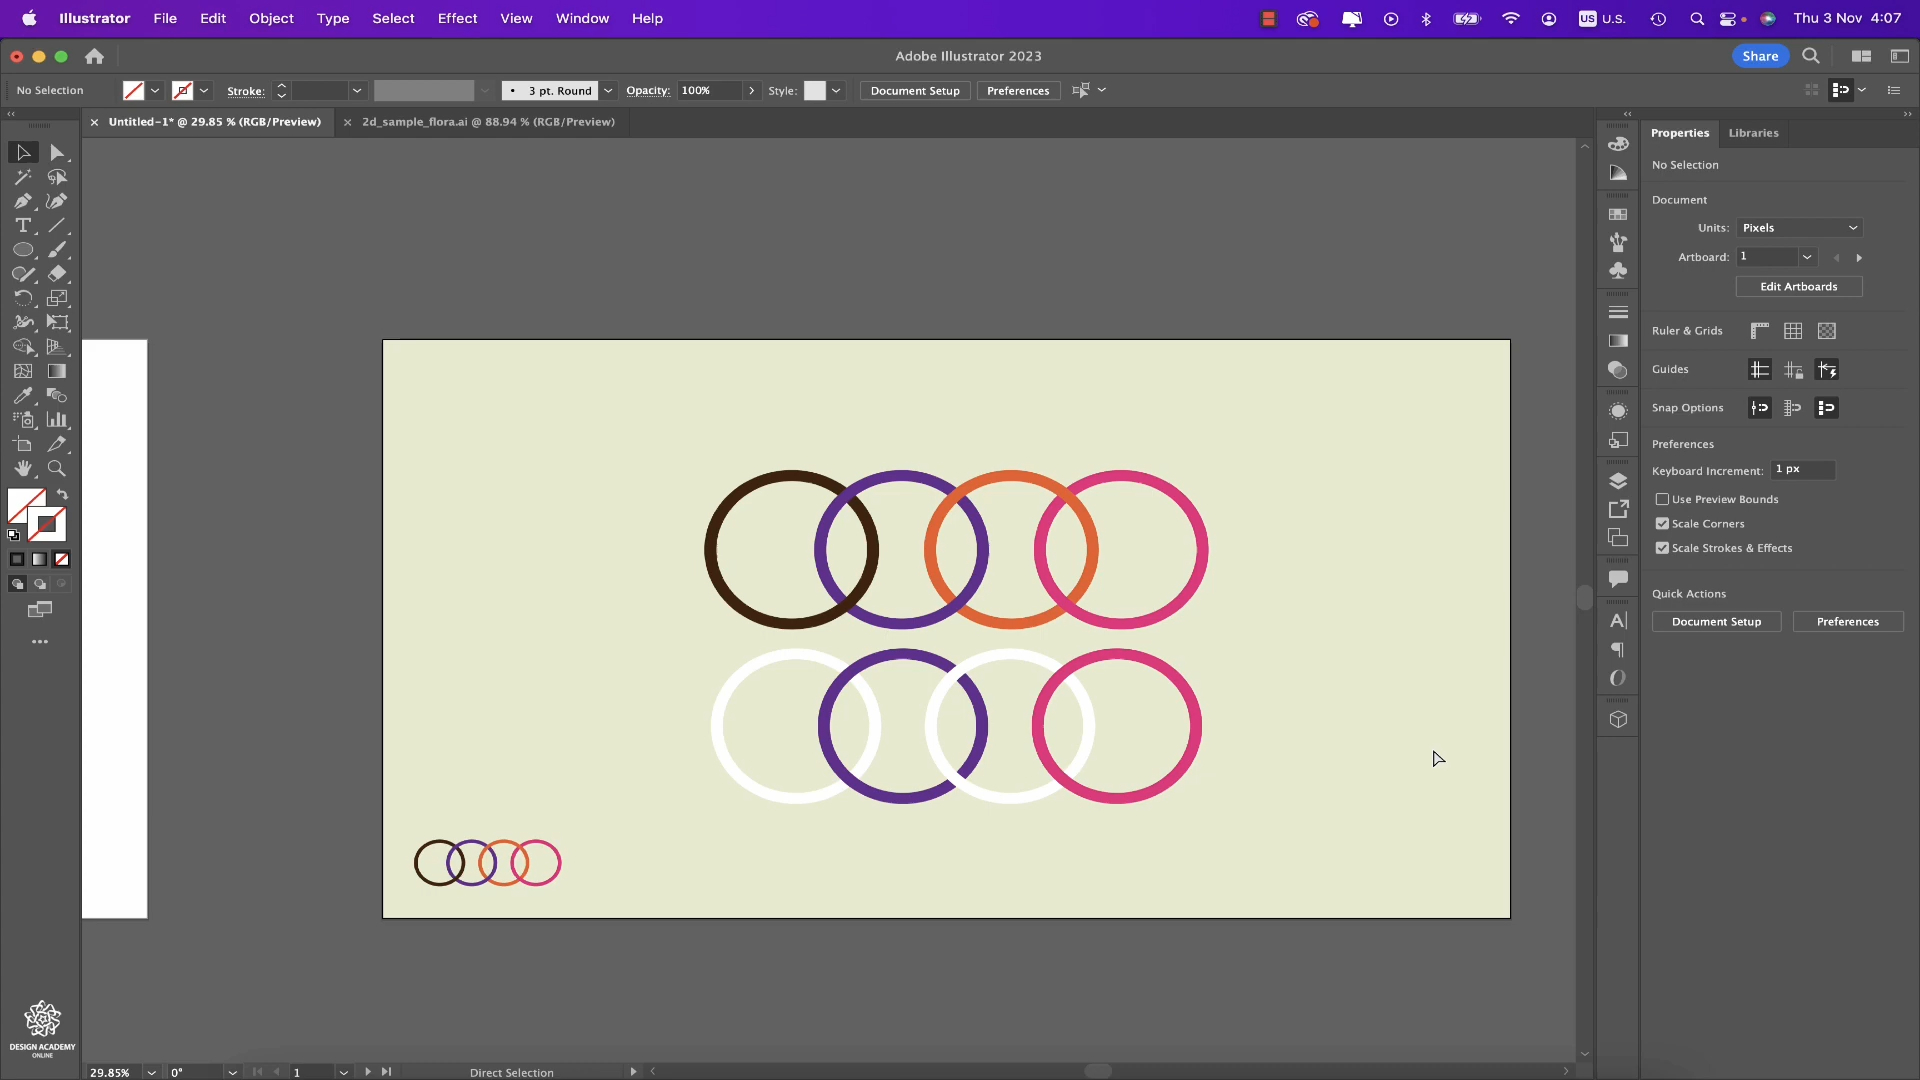 Illustrator File Edit Object Type Select Effect View Window Help US U.S. Thu 3 Nov 4:07
Adobe Illustrator 2023 Share
No Selection Stroke: 3 pt. Round Opacity: 100% Style: Document Setup Preferences
Untitled-1* @ 29.85 % (RGB/Preview) 2d_sample_flora.ai @ 88.94 % (RGB/Preview)
Properties Libraries
No Selection
Document
Units: Pixels
Artboard: 1
Edit Artboards
Ruler & Grids
Guides
Snap Options
Preferences
Keyboard Increment: 1 px
Use Preview Bounds
Scale Corners
Scale Strokes & Effects
Quick Actions
Document Setup Preferences
DESIGN ACADEMY
ONLINE
29.85% 0° 1 Direct Selection